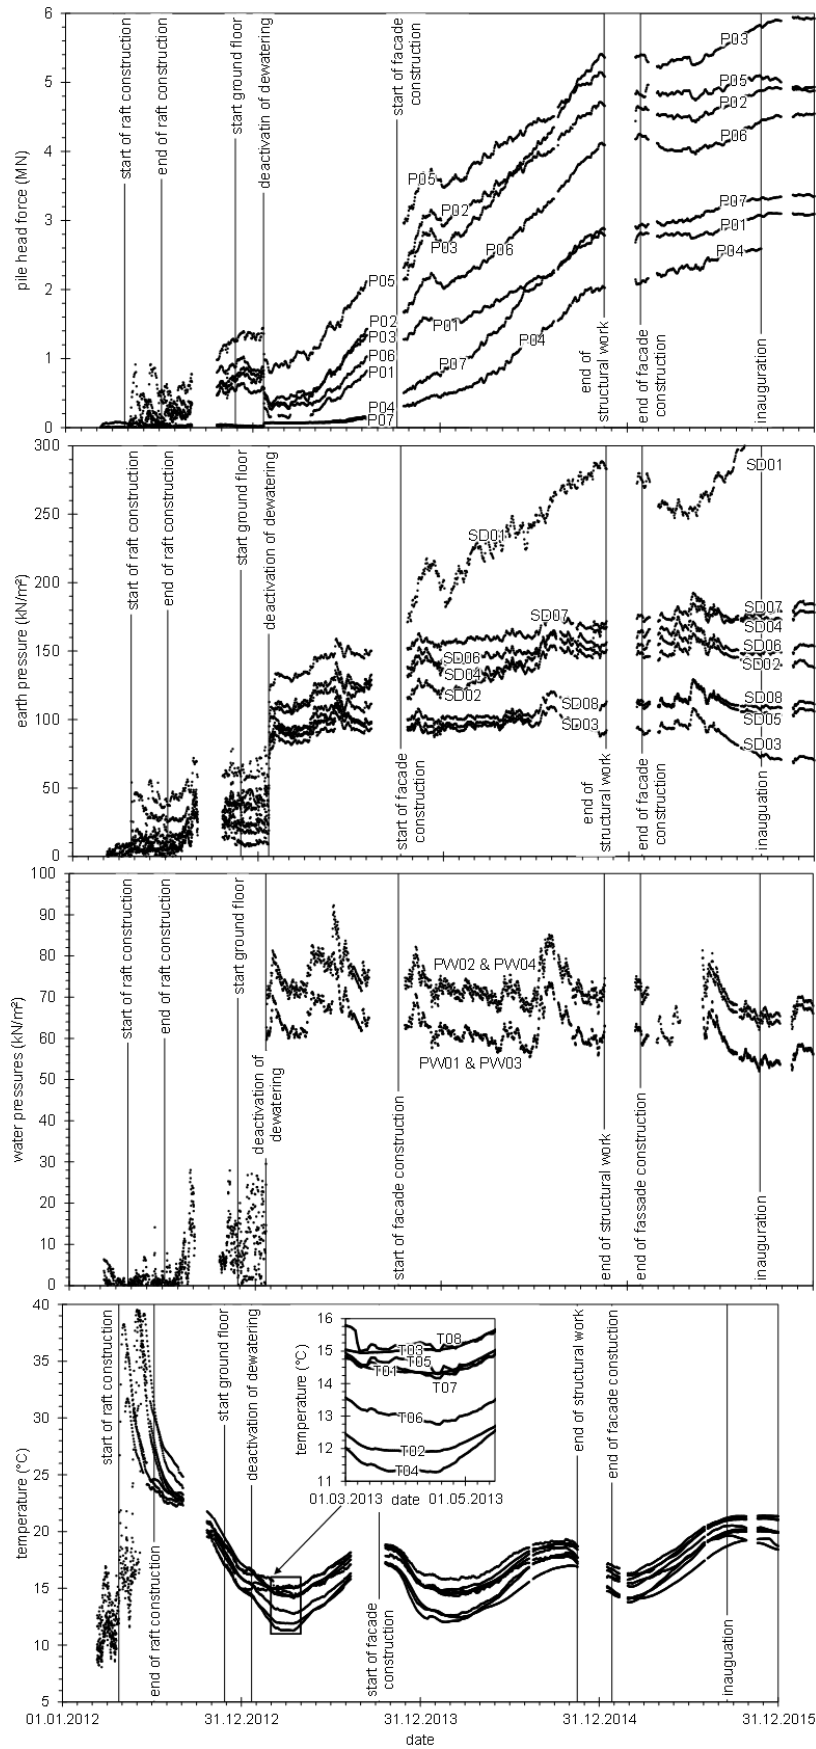 6
5
4
3
2
1
0
pile head force (MN)
start of raft construction
end of raft construction
start ground floor
deactivatin of dewatering
start of facade
construction
end of
structural work
end of facade
construction
inauguration
P03
P05
P02
P06
P07
P01
P04
P05
P02
P03
P06
P01
P07
P04
P05
P02
P03
P06
P01
P04
P07
300
250
200
150
100
50
0
earth pressure (kN/m²)
start of raft construction
end of raft construction
start ground floor
deactivation of dewatering
start of facade
construction
end of
structural work
end of facade
construction
inauguation
SD01
SD01
SD07
SD06
SD04
SD02
SD08
SD03
SD07
SD04
SD06
SD02
SD08
SD05
SD03
100
90
80
70
60
50
40
30
20
10
0
water pressures (kN/m²)
start of raft construction
end of raft construction
start ground floor
deactivation of
dewatering
start of facade construction
end of structural work
end of fassade construction
inauguration
PW02 & PW04
PW01 & PW03
40
35
30
25
20
15
10
5
temperature (°C)
start of raft construction
end of raft construction
start ground floor
deactivation of dewatering
start of facade
construction
end of structural work
end of facade constuction
inauguation
16
15
14
13
12
11
temperature (°C)
T08
T03
T05
T01
T07
T06
T02
T04
01.03.2013
date
01.05.2013
01.01.2012
31.12.2012
31.12.2013
31.12.2014
31.12.2015
date